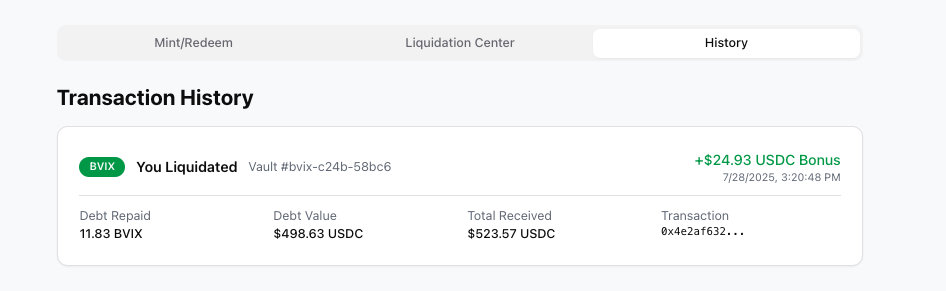 Mint/Redeem
Liquidation Center
History
Transaction History
BVIX You Liquidated Vault #bvix-c24b-58bc6
+$24.93 USDC Bonus
7/28/2025, 3:20:48 PM
Debt Repaid
11.83 BVIX
Debt Value
$498.63 USDC
Total Received
$523.57 USDC
Transaction
0x4e2af632...